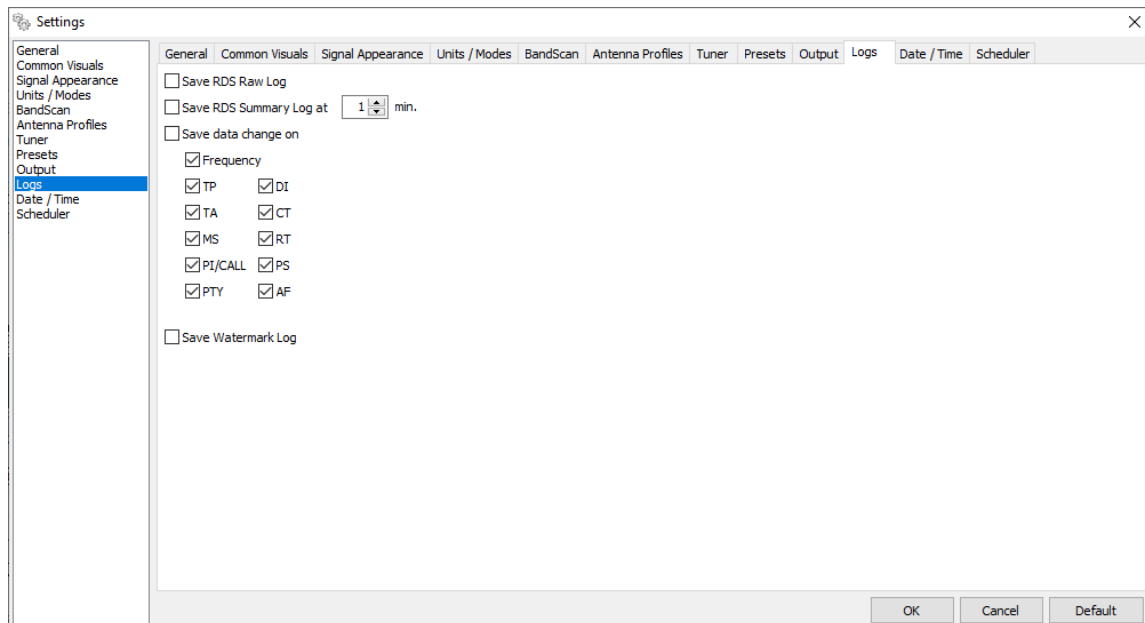 Settings
General
Common Visuals
Signal Appearance
Units / Modes
BandScan
Antenna Profiles
Tuner
Presets
Output
Logs
Date / Time
Scheduler
General Common Visuals Signal Appearance Units / Modes BandScan Antenna Profiles Tuner Presets Output Logs Date / Time Scheduler
Save RDS Raw Log
Save RDS Summary Log at 1 min.
Save data change on
Frequency
TP DI
TA CT
MS RT
PI/CALL PS
PTY AF
Save Watermark Log
OK Cancel Default